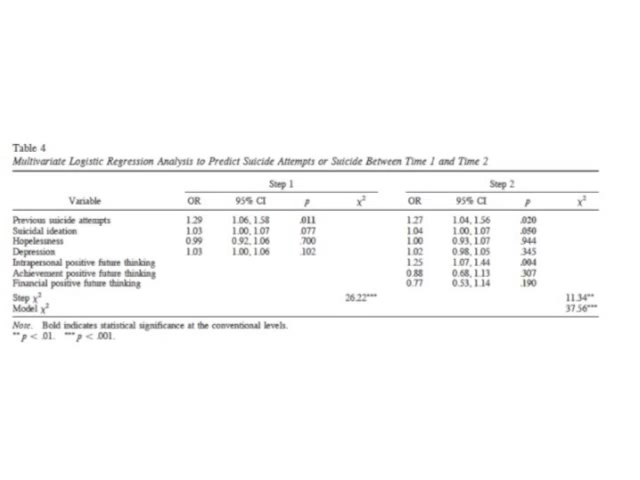 Table 4
Multivariate Logistic Regression Analysis to Predict Suicide Attempts or Suicide Between Time 1 and Time 2
Step 1 Step 2
Variable OR 95% CI p χ² OR 95% CI p χ²
Previous suicide attempts 1.29 1.06, 1.58 .011 1.27 1.04, 1.56 .020
Suicidal ideation 1.03 1.00, 1.07 .077 1.04 1.00, 1.07 .050
Hopelessness 0.99 0.92, 1.06 .700 1.00 0.93, 1.07 .944
Depression 1.03 1.00, 1.06 .102 1.02 0.98, 1.05 .345
Intrapersonal positive future thinking 1.25 1.07, 1.44 .004
Achievement positive future thinking 0.88 0.68, 1.13 .307
Financial positive future thinking 0.77 0.53, 1.14 .190
Step χ² 26.22*** 11.34**
Model χ² 37.56***
Note. Bold indicates statistical significance at the conventional levels.
**p < .01. ***p < .001.